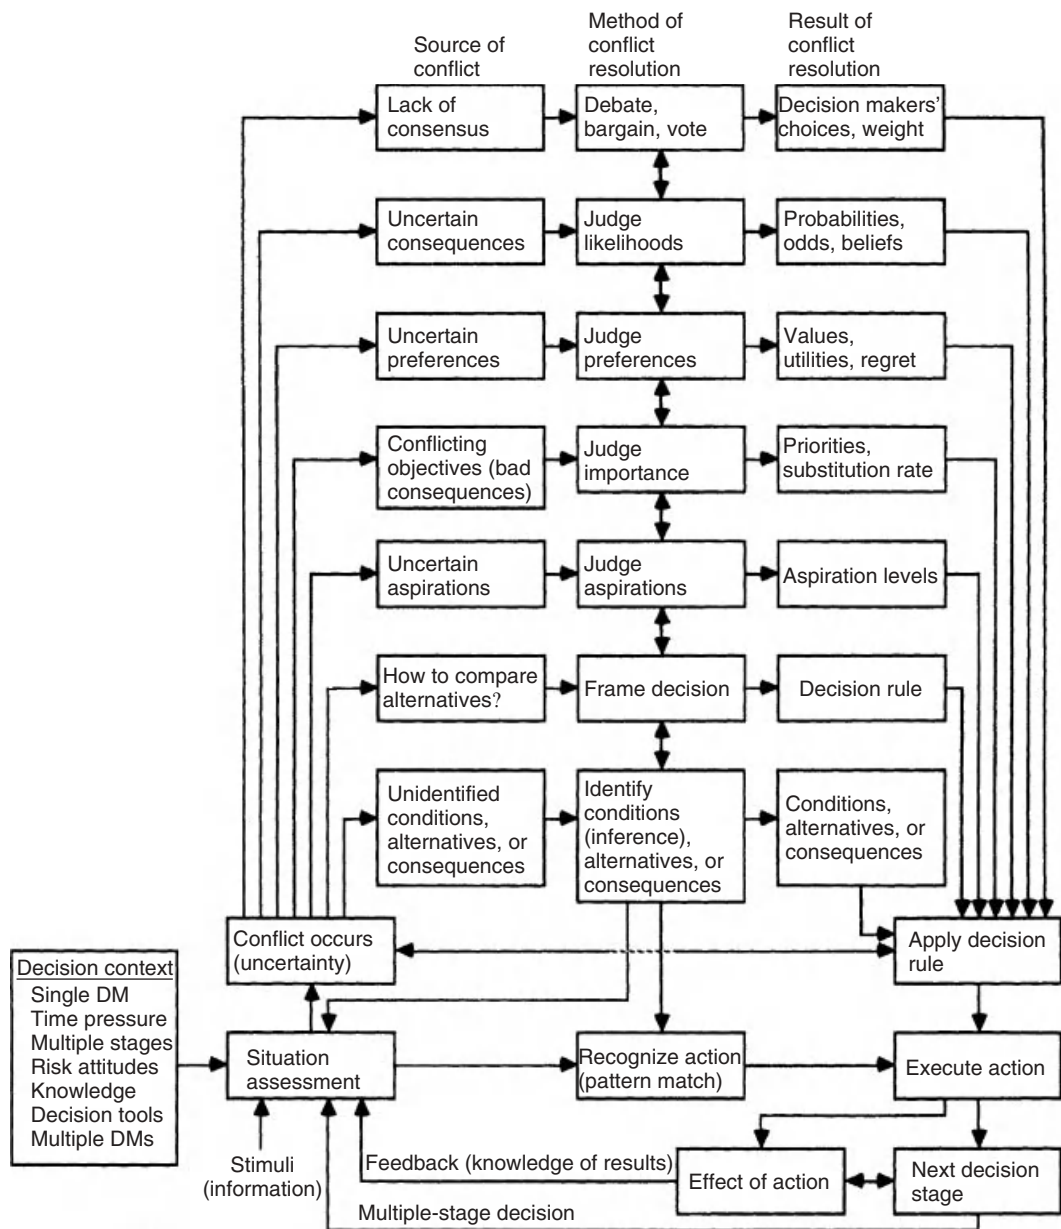 Source of
conflict
Method of
conflict
resolution
Result of
conflict
resolution
Lack of
consensus
Debate,
bargain, vote
Decision makers'
choices, weight
Uncertain
consequences
Judge
likelihoods
Probabilities,
odds, beliefs
Uncertain
preferences
Judge
preferences
Values,
utilities, regret
Conflicting
objectives (bad
consequences)
Judge
importance
Priorities,
substitution rate
Uncertain
aspirations
Judge
aspirations
Aspiration levels
How to compare
alternatives?
Frame decision
Decision rule
Unidentified
conditions,
alternatives, or
consequences
Identify
conditions
(inference),
alternatives, or
consequences
Conditions,
alternatives, or
consequences
Conflict occurs
(uncertainty)
Apply decision
rule
Decision context
Single DM
Time pressure
Multiple stages
Risk attitudes
Knowledge
Decision tools
Multiple DMs
Situation
assessment
Recognize action
(pattern match)
Execute action
Stimuli
(information)
Feedback (knowledge of results)
Effect of action
Next decision
stage
Multiple-stage decision